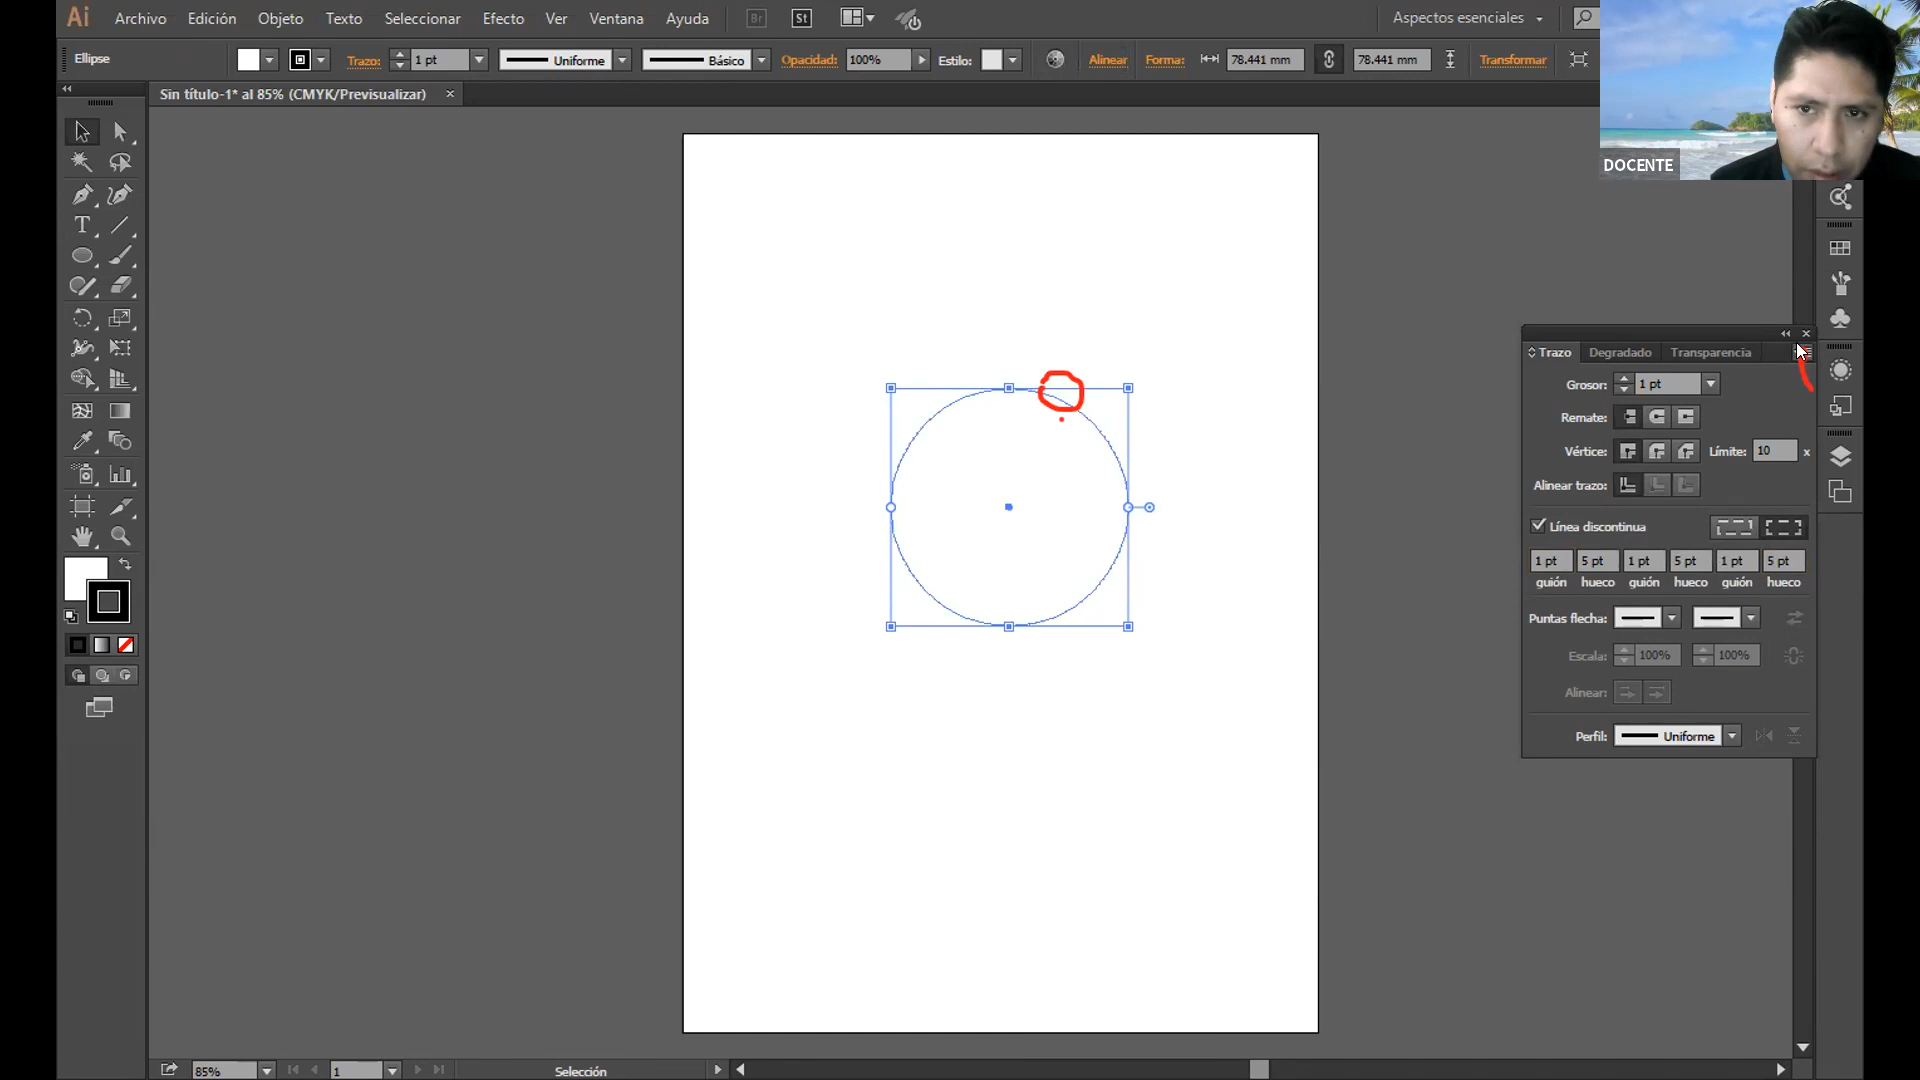 Ai Archivo Edición Objeto Texto Seleccionar Efecto Ver Ventana Ayuda Br St Aspectos esenciales
Ellipse Trazo: 1 pt Uniforme Básico Opacidad: 100% Estilo: Alinear Forma: 78.441 mm 78.441 mm Transformar
Sin título-1* al 85% (CMYK/Previsualizar) ×
DOCENTE
Trazo Degradado Transparencia
Grosor: 1 pt
Remate:
Vértice: Límite: 10 x
Alinear trazo:
Línea discontinua
1 pt 5 pt 1 pt 5 pt 1 pt 5 pt
guión hueco guión hueco guión hueco
Puntas flecha:
Escala: 100% 100%
Alinear:
Perfil: Uniforme
85% 1 Selección